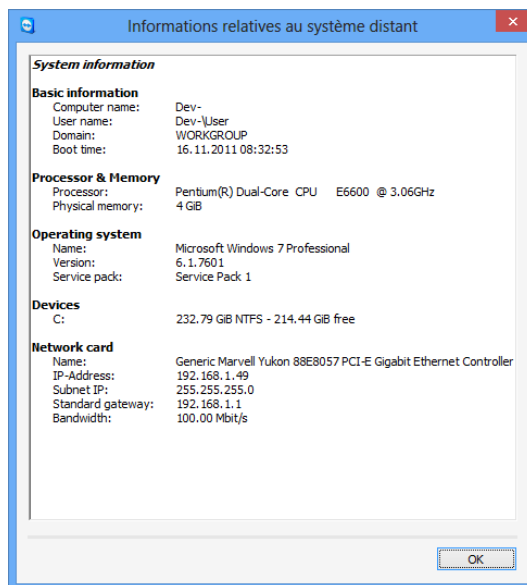 Informations relatives au système distant
System information
Basic information
Computer name: Dev-
User name: Dev-\User
Domain: WORKGROUP
Boot time: 16.11.2011 08:32:53
Processor & Memory
Processor: Pentium(R) Dual-Core CPU E6600 @ 3.06GHz
Physical memory: 4 GiB
Operating system
Name: Microsoft Windows 7 Professional
Version: 6.1.7601
Service pack: Service Pack 1
Devices
C: 232.79 GiB NTFS - 214.44 GiB free
Network card
Name: Generic Marvell Yukon 88E8057 PCI-E Gigabit Ethernet Controller
IP-Address: 192.168.1.49
Subnet IP: 255.255.255.0
Standard gateway: 192.168.1.1
Bandwidth: 100.00 Mbit/s
OK